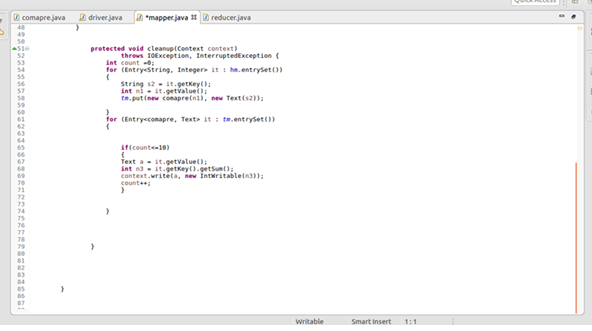 Quick Access
comapre.java driver.java *mapper.java reducer.java
48 }
49
50
51 protected void cleanup(Context context)
52 throws IOException, InterruptedException {
53 int count =0;
54 for (Entry<String, Integer> it : hm.entrySet())
55 {
56 String s2 = it.getKey();
57 int n1 = it.getValue();
58 tm.put(new comapre(n1), new Text(s2));
59
60 }
61 for (Entry<comapre, Text> it : tm.entrySet())
62 {
63
64
65 if(count<=10)
66 {
67 Text a = it.getValue();
68 int n3 = it.getKey().getSum();
69 context.write(a, new IntWritable(n3));
70 count++;
71 }
72
73
74 }
75
76
77
78
79 }
80
81
82
83
84
85 }
86
87
Writable Smart Insert 1 : 1